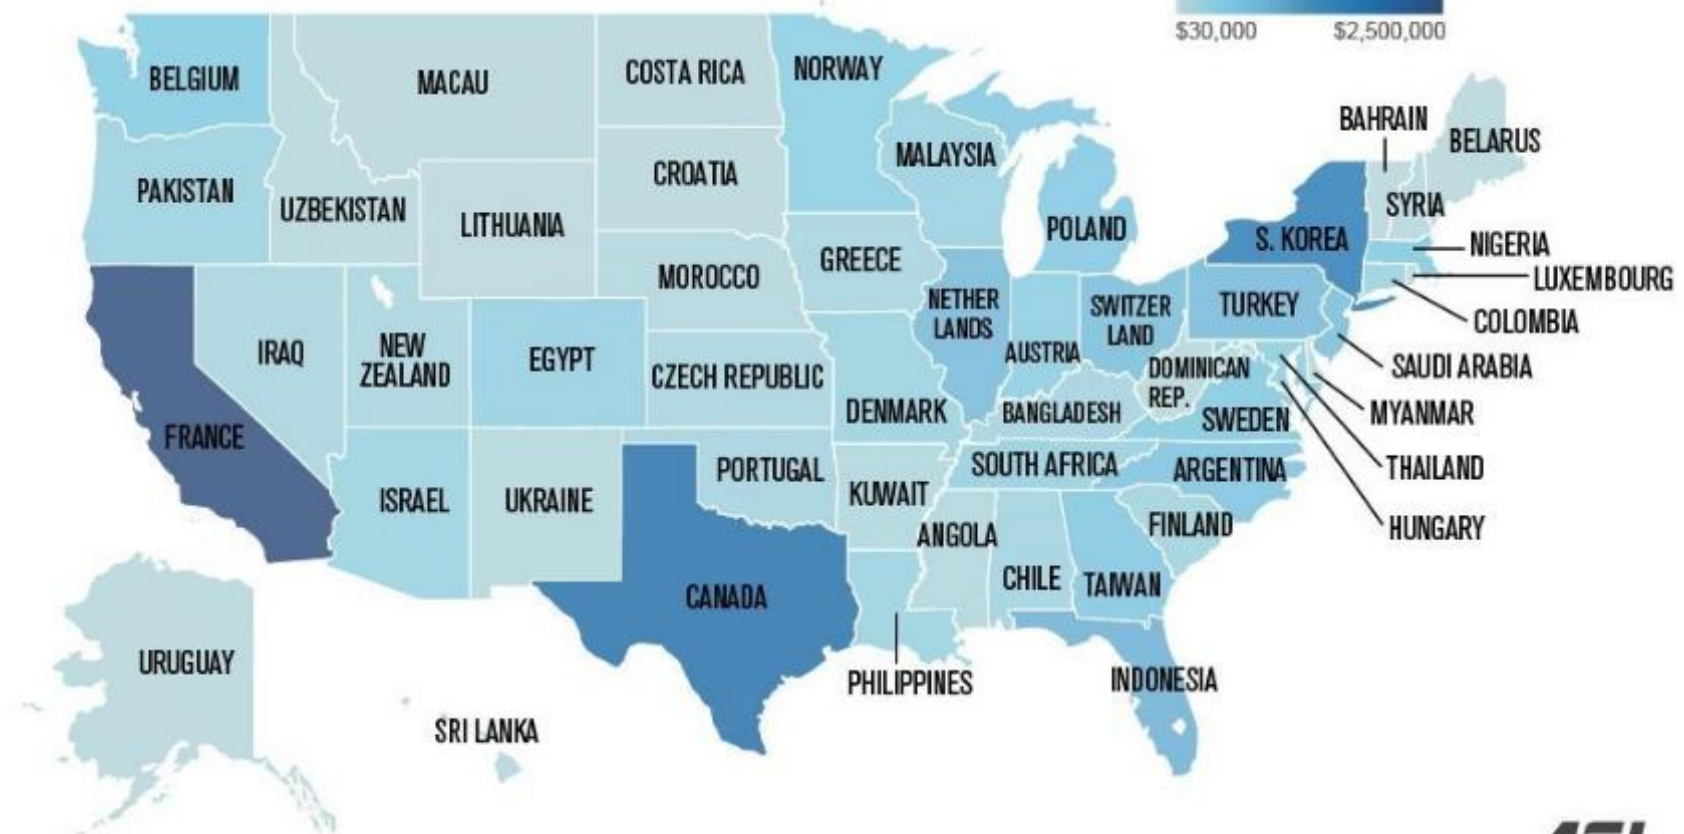 $30,000
$2,500,000
BELGIUM
MACAU
COSTA RICA
NORWAY
BAHRAIN
BELARUS
MALAYSIA
PAKISTAN
UZBEKISTAN
LITHUANIA
CROATIA
POLAND
SYRIA
S. KOREA
NIGERIA
LUXEMBOURG
GREECE
MOROCCO
NETHER
LANDS
SWITZER
LAND
TURKEY
COLOMBIA
IRAQ
NEW
ZEALAND
EGYPT
CZECH REPUBLIC
AUSTRIA
DOMINICAN
REP.
SAUDI ARABIA
FRANCE
DENMARK
BANGLADESH
SWEDEN
MYANMAR
ISRAEL
UKRAINE
PORTUGAL
SOUTH AFRICA
ARGENTINA
THAILAND
KUWAIT
ANGOLA
FINLAND
HUNGARY
CANADA
CHILE
TAIWAN
URUGUAY
PHILIPPINES
INDONESIA
SRI LANKA